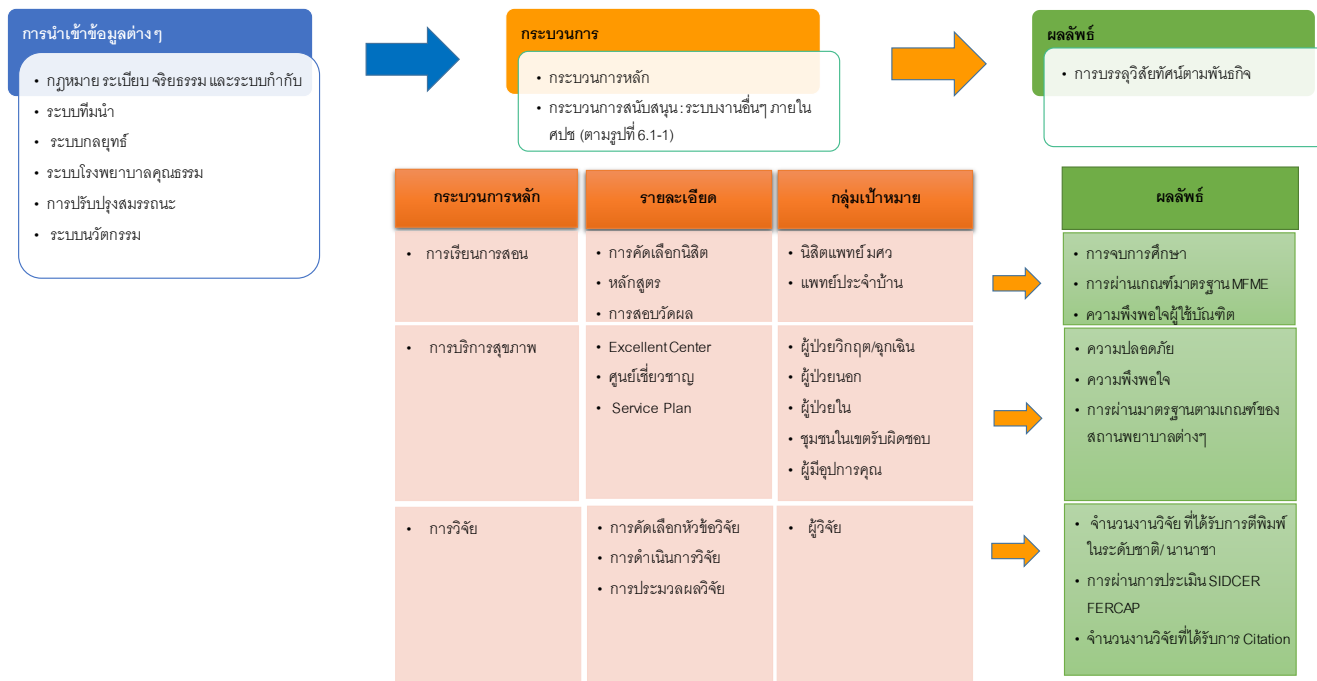 การนำเข้าข้อมูลต่างๆ
• กฎหมาย ระเบียบ จริยธรรม และระบบกำกับ
• ระบบทีมนำ
• ระบบกลยุทธ์
• ระบบโรงพยาบาลคุณธรรม
• การปรับปรุงสมรรถนะ
• ระบบนวัตกรรม
กระบวนการ
• กระบวนการหลัก
• กระบวนการสนับสนุน : ระบบงานอื่นๆ ภายใน
ศปช (ตามรูปที่ 6.1-1)
ผลลัพธ์
• การบรรลุวิสัยทัศน์ตามพันธกิจ
กระบวนการหลัก
รายละเอียด
กลุ่มเป้าหมาย
ผลลัพธ์
• การเรียนการสอน
• การคัดเลือกนิสิต
• หลักสูตร
• การสอบวัดผล
• นิสิตแพทย์ มศว
• แพทย์ประจำบ้าน
• การจบการศึกษา
• การผ่านเกณฑ์มาตรฐาน MFME
• ความพึงพอใจผู้ใช้บัณฑิต
• การบริการสุขภาพ
• Excellent Center
• ศูนย์เชี่ยวชาญ
• Service Plan
• ผู้ป่วยวิกฤต/ฉุกเฉิน
• ผู้ป่วยนอก
• ผู้ป่วยใน
• ชุมชนในเขตรับผิดชอบ
• ผู้มีอุปการคุณ
• ความปลอดภัย
• ความพึงพอใจ
• การผ่านมาตรฐานตามเกณฑ์ของ
สถานพยาบาลต่างๆ
• การวิจัย
• การคัดเลือกหัวข้อวิจัย
• การดำเนินการวิจัย
• การประมวลผลวิจัย
• ผู้วิจัย
• จำนวนงานวิจัย ที่ได้รับการตีพิมพ์
ในระดับชาติ/ นานาชา
• การผ่านการประเมิน SIDCER
FERCAP
• จำนวนงานวิจัยที่ได้รับการ Citation